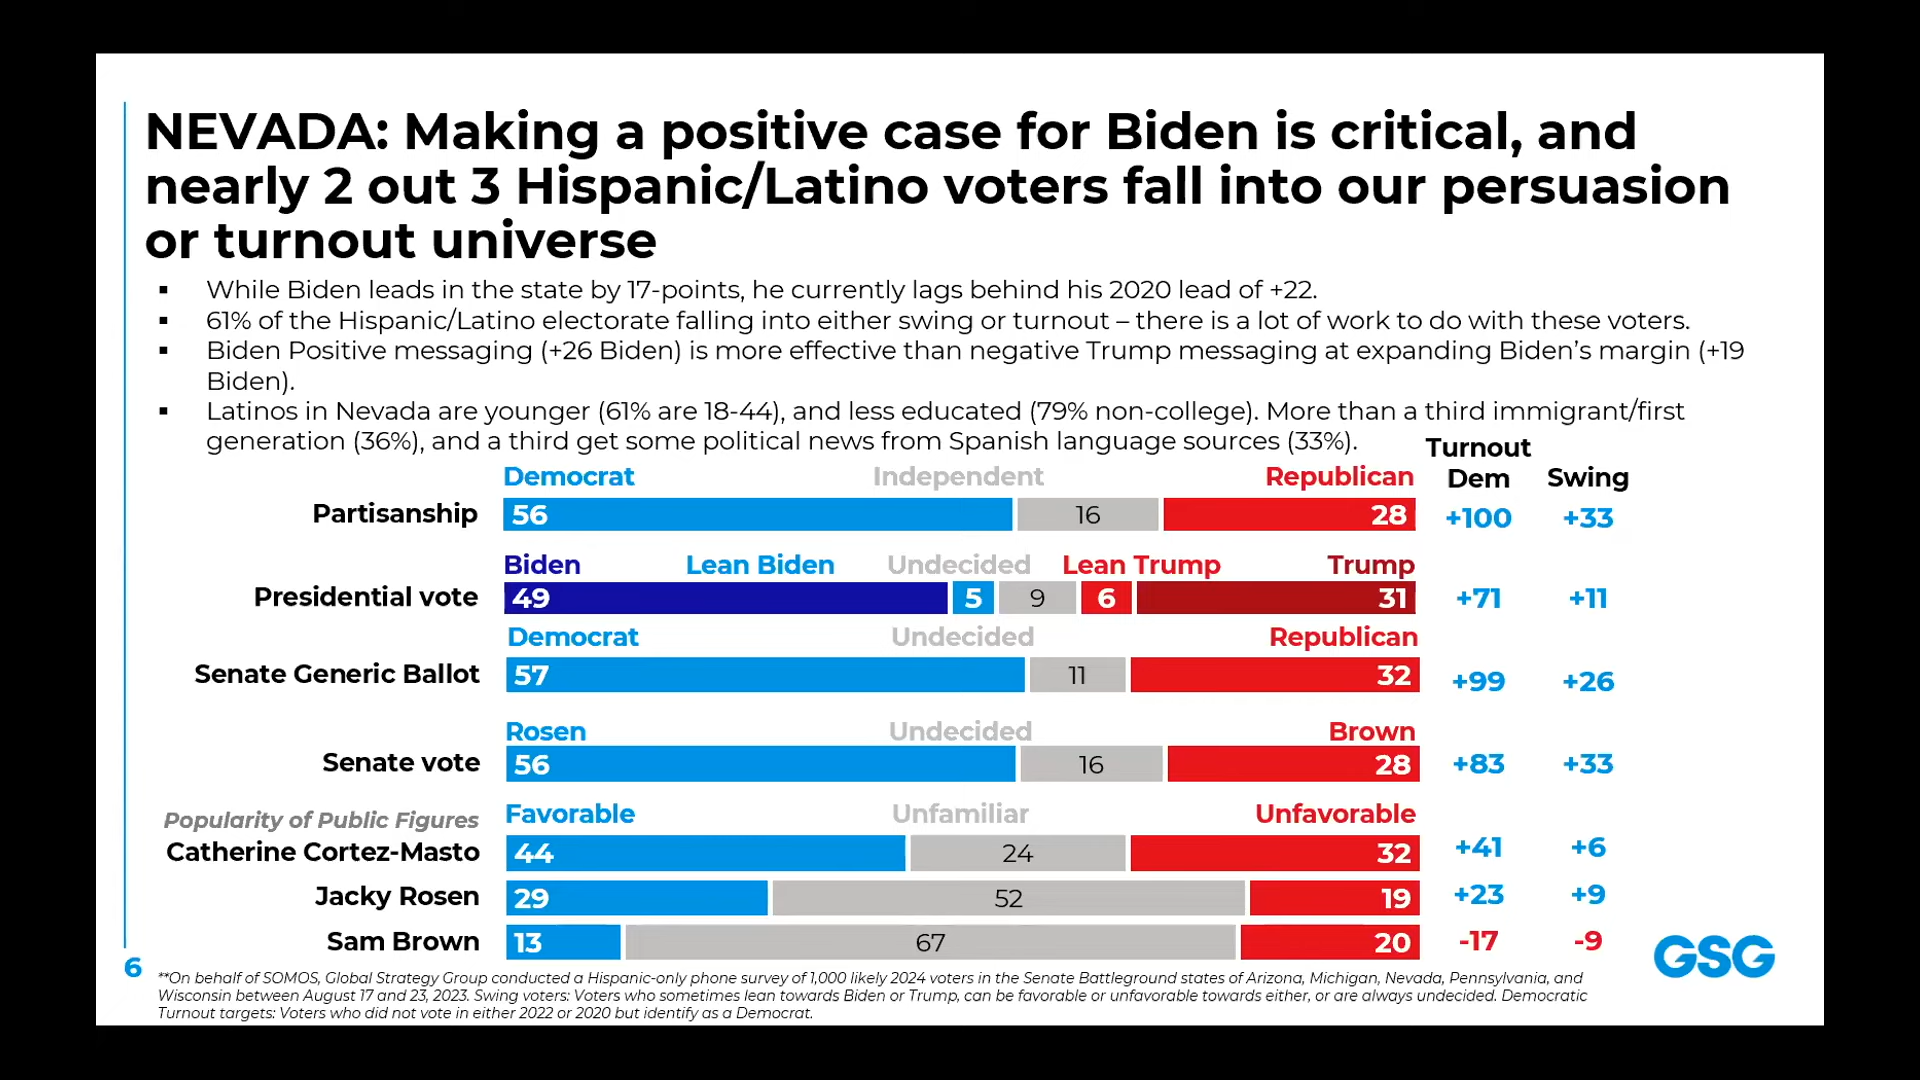 NEVADA: Making a positive case for Biden is critical, and
nearly 2 out 3 Hispanic/Latino voters fall into our persuasion
or turnout universe
▪ While Biden leads in the state by 17-points, he currently lags behind his 2020 lead of +22.
▪ 61% of the Hispanic/Latino electorate falling into either swing or turnout – there is a lot of work to do with these voters.
▪ Biden Positive messaging (+26 Biden) is more effective than negative Trump messaging at expanding Biden’s margin (+19
Biden).
▪ Latinos in Nevada are younger (61% are 18-44), and less educated (79% non-college). More than a third immigrant/first
generation (36%), and a third get some political news from Spanish language sources (33%).
Turnout
Democrat Independent Republican Dem Swing
Partisanship 56 16 28 +100 +33
Biden Lean Biden Undecided Lean Trump Trump
Presidential vote 49 5 9 6 31 +71 +11
Democrat Undecided Republican
Senate Generic Ballot 57 11 32 +99 +26
Rosen Undecided Brown
Senate vote 56 16 28 +83 +33
Popularity of Public Figures Favorable Unfamiliar Unfavorable
Catherine Cortez-Masto 44 24 32 +41 +6
Jacky Rosen 29 52 19 +23 +9
Sam Brown 13 67 20 -17 -9
GSG
6
**On behalf of SOMOS, Global Strategy Group conducted a Hispanic-only phone survey of 1,000 likely 2024 voters in the Senate Battleground states of Arizona, Michigan, Nevada, Pennsylvania, and
Wisconsin between August 17 and 23, 2023. Swing voters: Voters who sometimes lean towards Biden or Trump, can be favorable or unfavorable towards either, or are always undecided. Democratic
Turnout targets: Voters who did not vote in either 2022 or 2020 but identify as a Democrat.